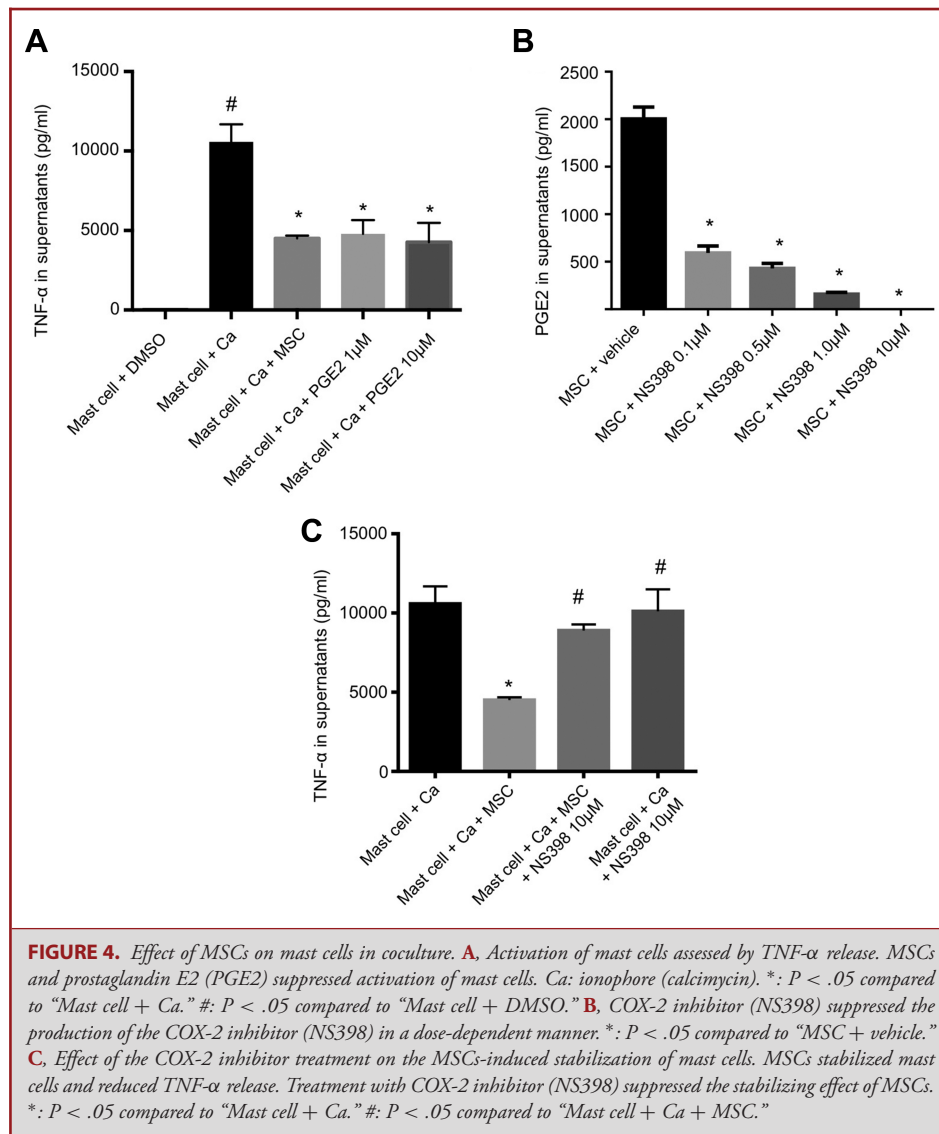 A
TNF-α in supernatants (pg/ml)
15000
10000
5000
0
#
*
*
*
Mast cell + DMSO
Mast cell + Ca
Mast cell + Ca + MSC
Mast cell + Ca + PGE2 1μM
Mast cell + Ca + PGE2 10μM
B
PGE2 in supernatants (pg/ml)
2500
2000
1500
1000
500
*
*
*
*
MSC + vehicle
MSC + NS398 0.1μM
MSC + NS398 0.5μM
MSC + NS398 1.0μM
MSC + NS398 10μM
C
TNF-α in supernatants (pg/ml)
15000
10000
5000
0
*
#
#
Mast cell + Ca
Mast cell + Ca + MSC
Mast cell + Ca + MSC
+ NS398 10μM
Mast cell + Ca
+ NS398 10μM
FIGURE 4. Effect of MSCs on mast cells in coculture. A, Activation of mast cells assessed by TNF-α release. MSCs
and prostaglandin E2 (PGE2) suppressed activation of mast cells. Ca: ionophore (calcimycin). *: P < .05 compared
to “Mast cell + Ca.” #: P < .05 compared to “Mast cell + DMSO.” B, COX-2 inhibitor (NS398) suppressed the
production of the COX-2 inhibitor (NS398) in a dose-dependent manner. *: P < .05 compared to “MSC + vehicle.”
C, Effect of the COX-2 inhibitor treatment on the MSCs-induced stabilization of mast cells. MSCs stabilized mast
cells and reduced TNF-α release. Treatment with COX-2 inhibitor (NS398) suppressed the stabilizing effect of MSCs.
*: P < .05 compared to “Mast cell + Ca.” #: P < .05 compared to “Mast cell + Ca + MSC.”